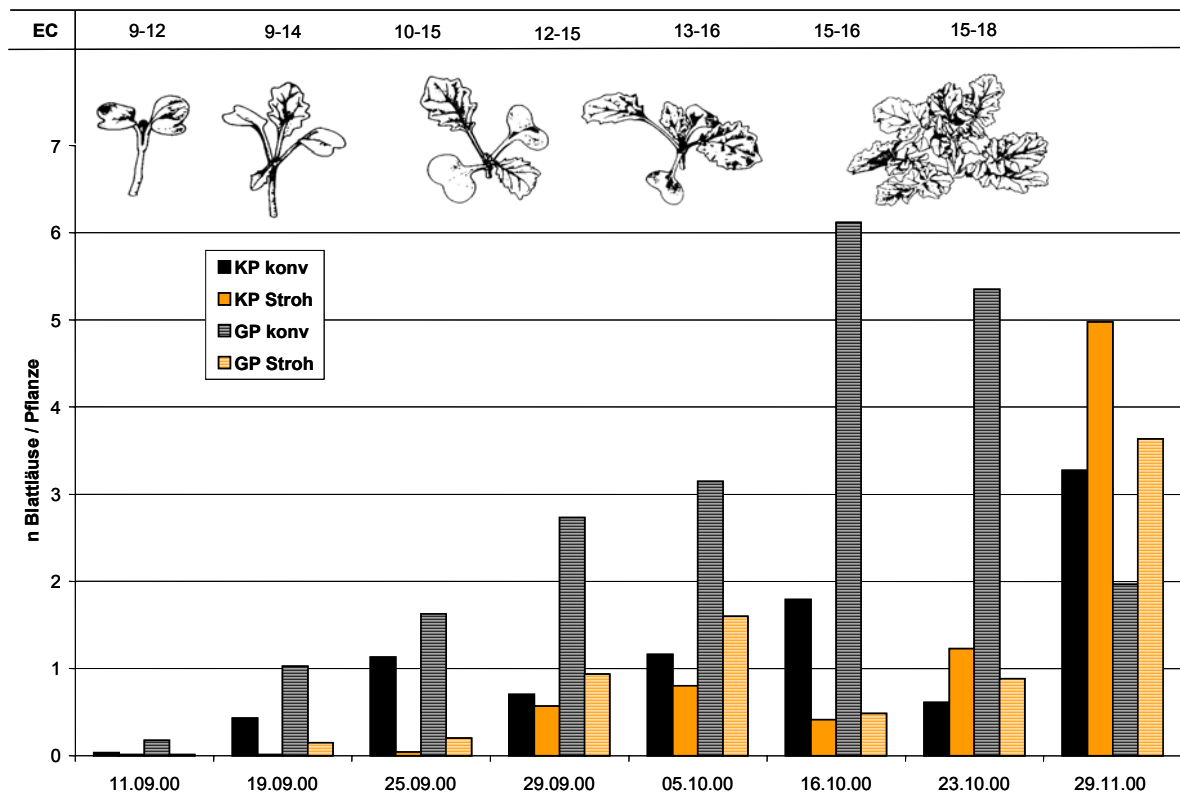 EC 9-12 9-14 10-15 12-15 13-16 15-16 15-18
7
6
KP konv
KP Stroh
GP konv
GP Stroh
5
4
3
2
1
0
n Blattläuse / Pflanze
11.09.00 19.09.00 25.09.00 29.09.00 05.10.00 16.10.00 23.10.00 29.11.00